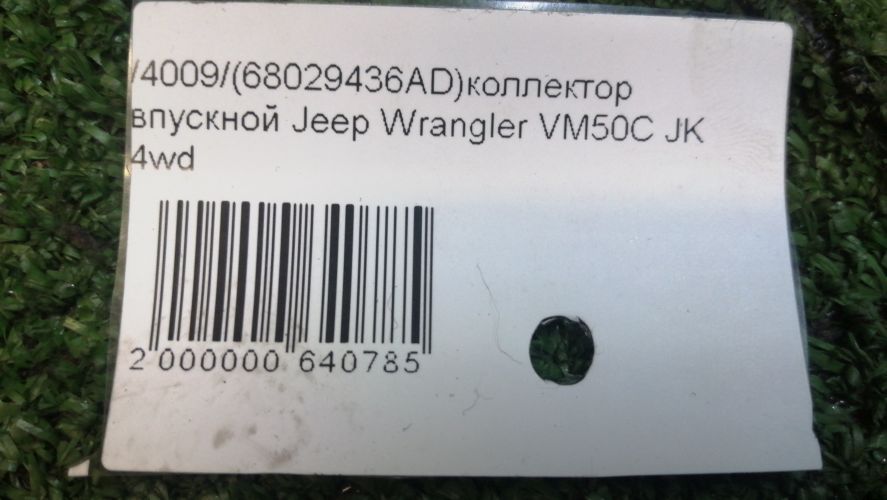 /4009/(68029436AD)коллектор
впускной Jeep Wrangler VM50C JK
4wd
2 000000 640785